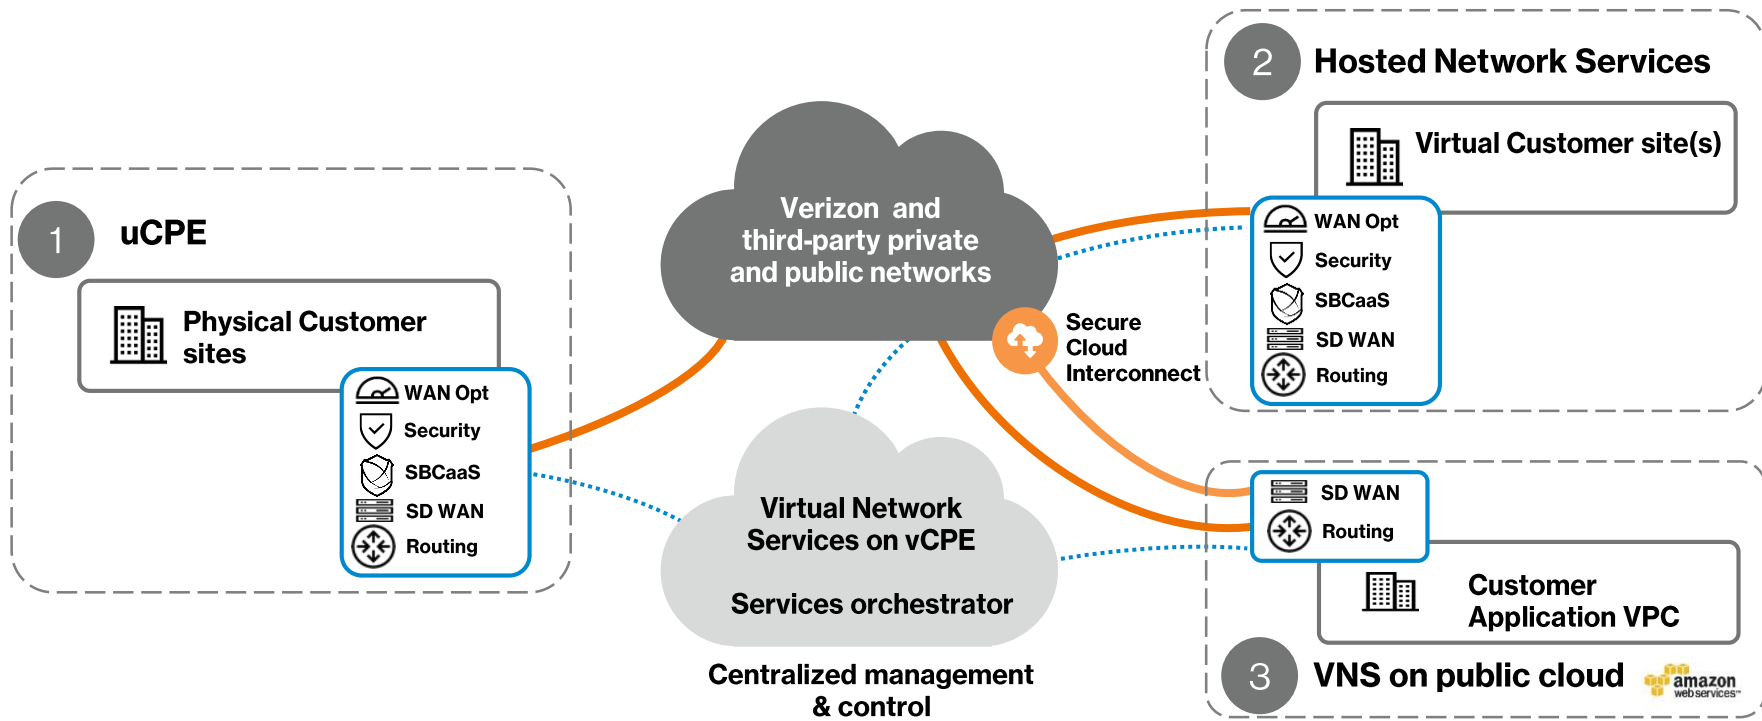 1
uCPE
Physical Customer
sites
WAN Opt
Security
SBCaaS
SD WAN
Routing
Verizon and
third-party private
and public networks
Secure
Cloud
Interconnect
Virtual Network
Services on vCPE
Services orchestrator
Centralized management
& control
2
Hosted Network Services
Virtual Customer site(s)
WAN Opt
Security
SBCaaS
SD WAN
Routing
SD WAN
Routing
Customer
Application VPC
3
VNS on public cloud
amazon
web services™